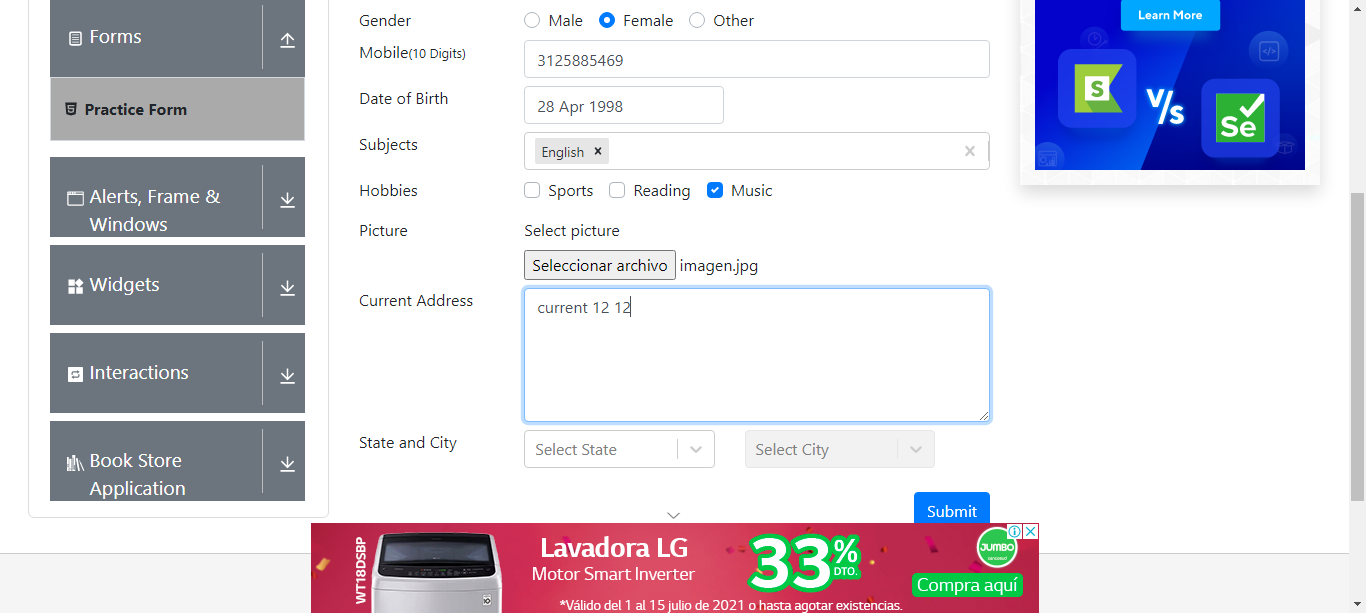 Forms
Practice Form
Alerts, Frame &
Windows
Widgets
Interactions
Book Store
Application
Gender
Male
Female
Other
Mobile(10 Digits)
3125885469
Date of Birth
28 Apr 1998
Subjects
English
Hobbies
Sports
Reading
Music
Picture
Select picture
Seleccionar archivo imagen.jpg
Current Address
current 12 12
State and City
Select State
Select City
Submit
Learn More
S
V/s
Se
WT18DSBP
Lavadora LG
Motor Smart Inverter
33% DTO.
JUMBO
Compra aquí
*Válido del 1 al 15 julio de 2021 o hasta agotar existencias.